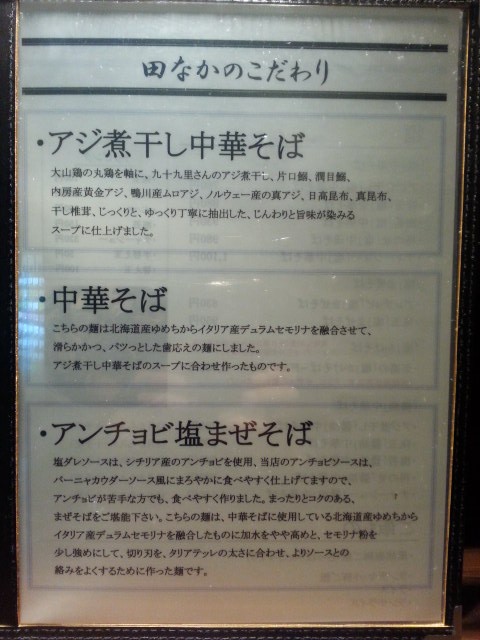 田なかのこだわり
・アジ煮干し中華そば
大山鶏の丸鶏を軸に、九十九里さんのアジ煮干し、片口鰯、潤目鰯、
内房産黄金アジ、鴨川産ムロアジ、ノルウェー産の真アジ、日高昆布、真昆布、
干し椎茸、じっくりと、ゆっくり丁寧に抽出した、じんわりと旨味が染みる
スープに仕上げました。
・中華そば
こちらの麺は北海道産ゆめちからイタリア産デュラムセモリナを融合させて、
滑らかかつ、パツっとした歯応えの麺にしました。
アジ煮干し中華そばのスープに合わせ作ったものです。
・アンチョビ塩まぜそば
塩ダレソースは、シチリア産のアンチョビを使用、当店のアンチョビソースは、
バーニャカウダーソース風にまろやかに食べやすく仕上げてますので、
アンチョビが苦手な方でも、食べやすく作りました。まったりとコクのある、
まぜそばをご堪能下さい。こちらの麺は、中華そばに使用している北海道産ゆめちから
イタリア産デュラムセモリナを融合したものに加水をやや高めと、セモリナ粉を
少し強めにして、切り刃を、タリアテッレの太さに合わせ、よりソースとの
絡みをよくするために作った麺です。